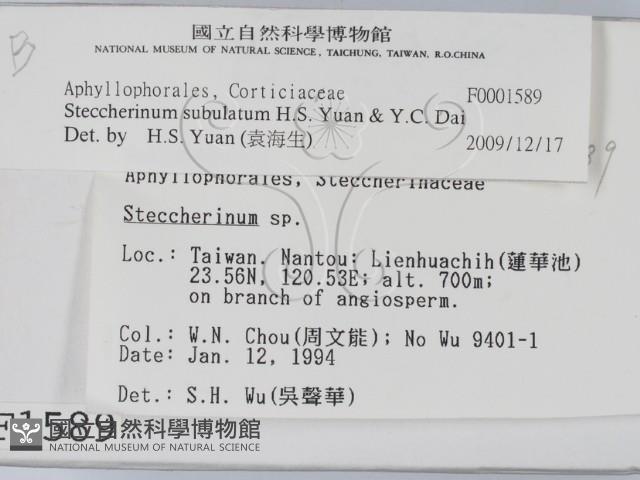 B
國立自然科學博物館
NATIONAL MUSEUM OF NATURAL SCIENCE, TAICHUNG, TAIWAN, R.O.CHINA
Aphyllophorales, Corticiaceae F0001589
Steccherinum subulatum H.S. Yuan & Y.C. Dai
Det. by H.S. Yuan (袁海生) 2009/12/17
Aphyllophorales, Steccherinaceae
Steccherinum sp.
Loc.: Taiwan. Nantou: Lienhuachih(蓮華池)
23.56N, 120.53E; alt. 700m;
on branch of angiosperm.
Col.: W.N. Chou(周文能); No Wu 9401-1
Date: Jan. 12, 1994
Det.: S.H. Wu(吳聲華)
F1589
國立自然科學博物館
NATIONAL MUSEUM OF NATURAL SCIENCE